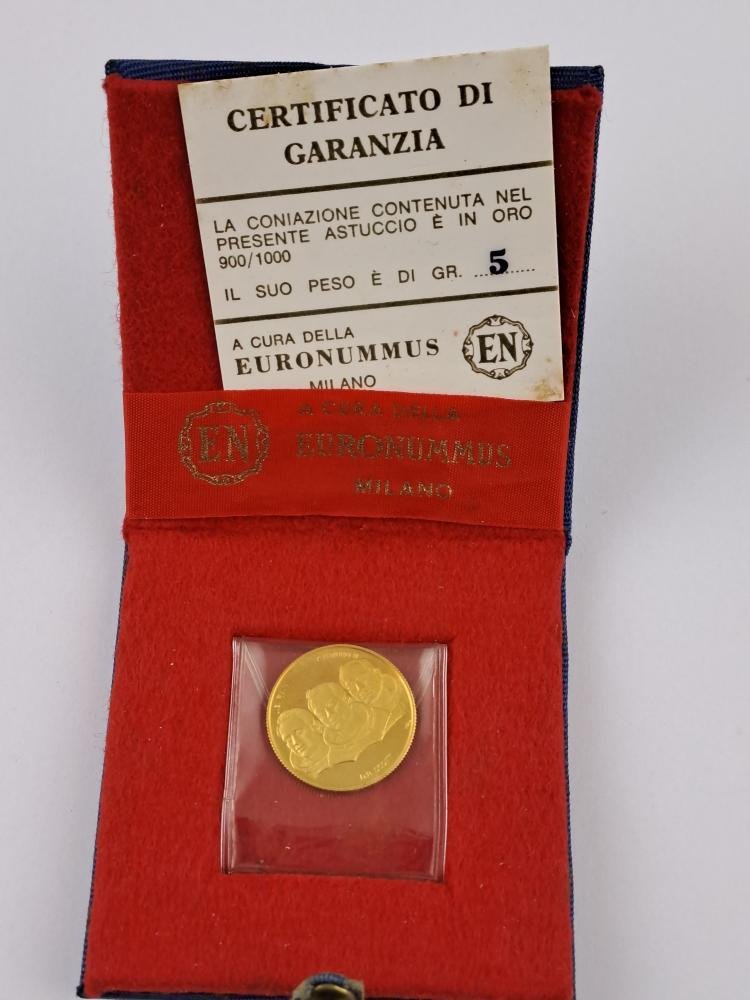 CERTIFICATO DI
GARANZIA
LA CONIAZIONE CONTENUTA NEL
PRESENTE ASTUCCIO È IN ORO
900/1000
IL SUO PESO È DI GR. ...5.......
A CURA DELLA
EURONUMMUS
MILANO
EN
EN
A CURA DELLA
EURONUMMUS
MILANO